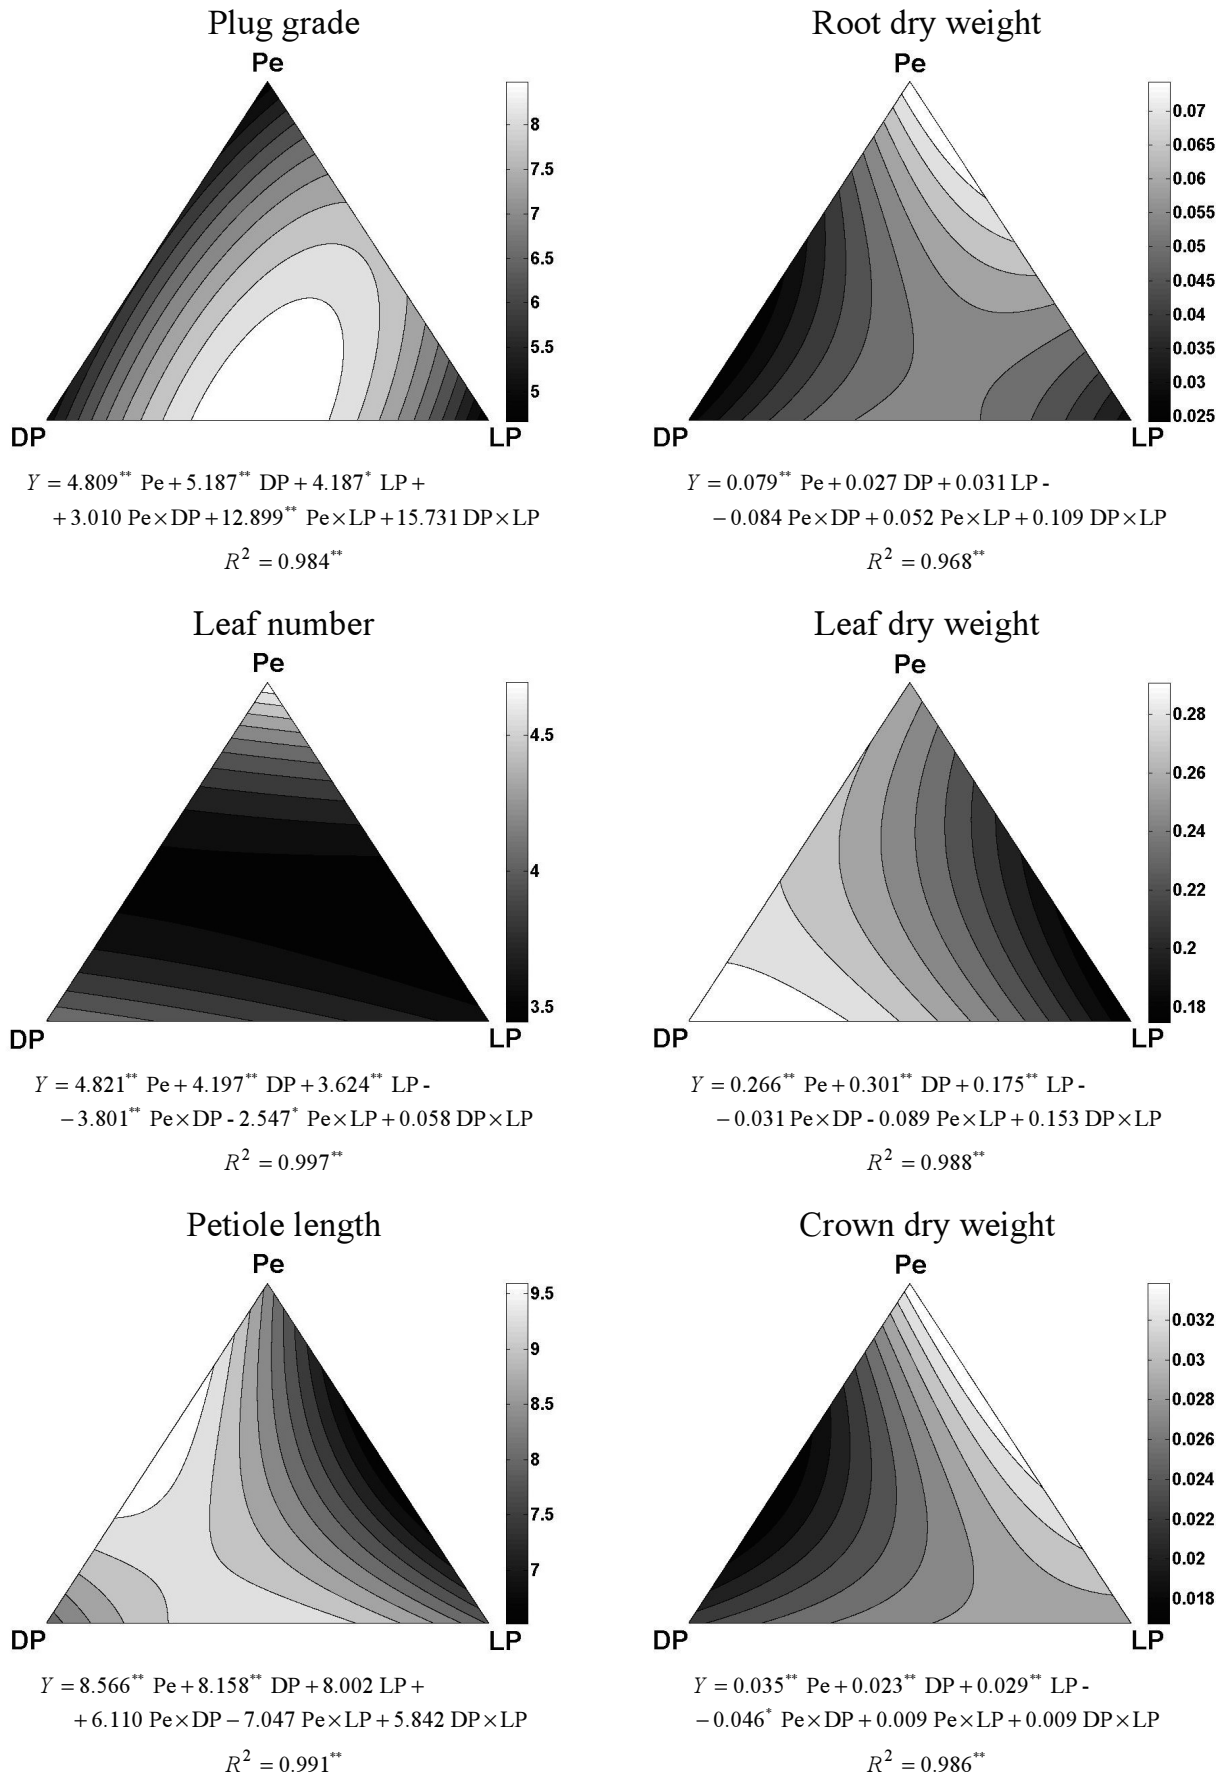 Plug grade
Pe
8
7.5
7
6.5
6
5.5
5
DP
LP
Y = 4.809** Pe + 5.187** DP + 4.187* LP +
+ 3.010 Pe×DP + 12.899** Pe×LP + 15.731 DP×LP
R² = 0.984**
Root dry weight
Pe
0.07
0.065
0.06
0.055
0.05
0.045
0.04
0.035
0.03
0.025
DP
LP
Y = 0.079** Pe + 0.027 DP + 0.031 LP -
− 0.084 Pe×DP + 0.052 Pe×LP + 0.109 DP×LP
R² = 0.968**
Leaf number
Pe
4.5
4
3.5
DP
LP
Y = 4.821** Pe + 4.197** DP + 3.624** LP -
− 3.801** Pe×DP - 2.547* Pe×LP + 0.058 DP×LP
R² = 0.997**
Leaf dry weight
Pe
0.28
0.26
0.24
0.22
0.2
0.18
DP
LP
Y = 0.266** Pe + 0.301** DP + 0.175** LP -
− 0.031 Pe×DP - 0.089 Pe×LP + 0.153 DP×LP
R² = 0.988**
Petiole length
Pe
9.5
9
8.5
8
7.5
7
DP
LP
Y = 8.566** Pe + 8.158** DP + 8.002 LP +
+ 6.110 Pe×DP − 7.047 Pe×LP + 5.842 DP×LP
R² = 0.991**
Crown dry weight
Pe
0.032
0.03
0.028
0.026
0.024
0.022
0.02
0.018
DP
LP
Y = 0.035** Pe + 0.023** DP + 0.029** LP -
− 0.046* Pe×DP + 0.009 Pe×LP + 0.009 DP×LP
R² = 0.986**